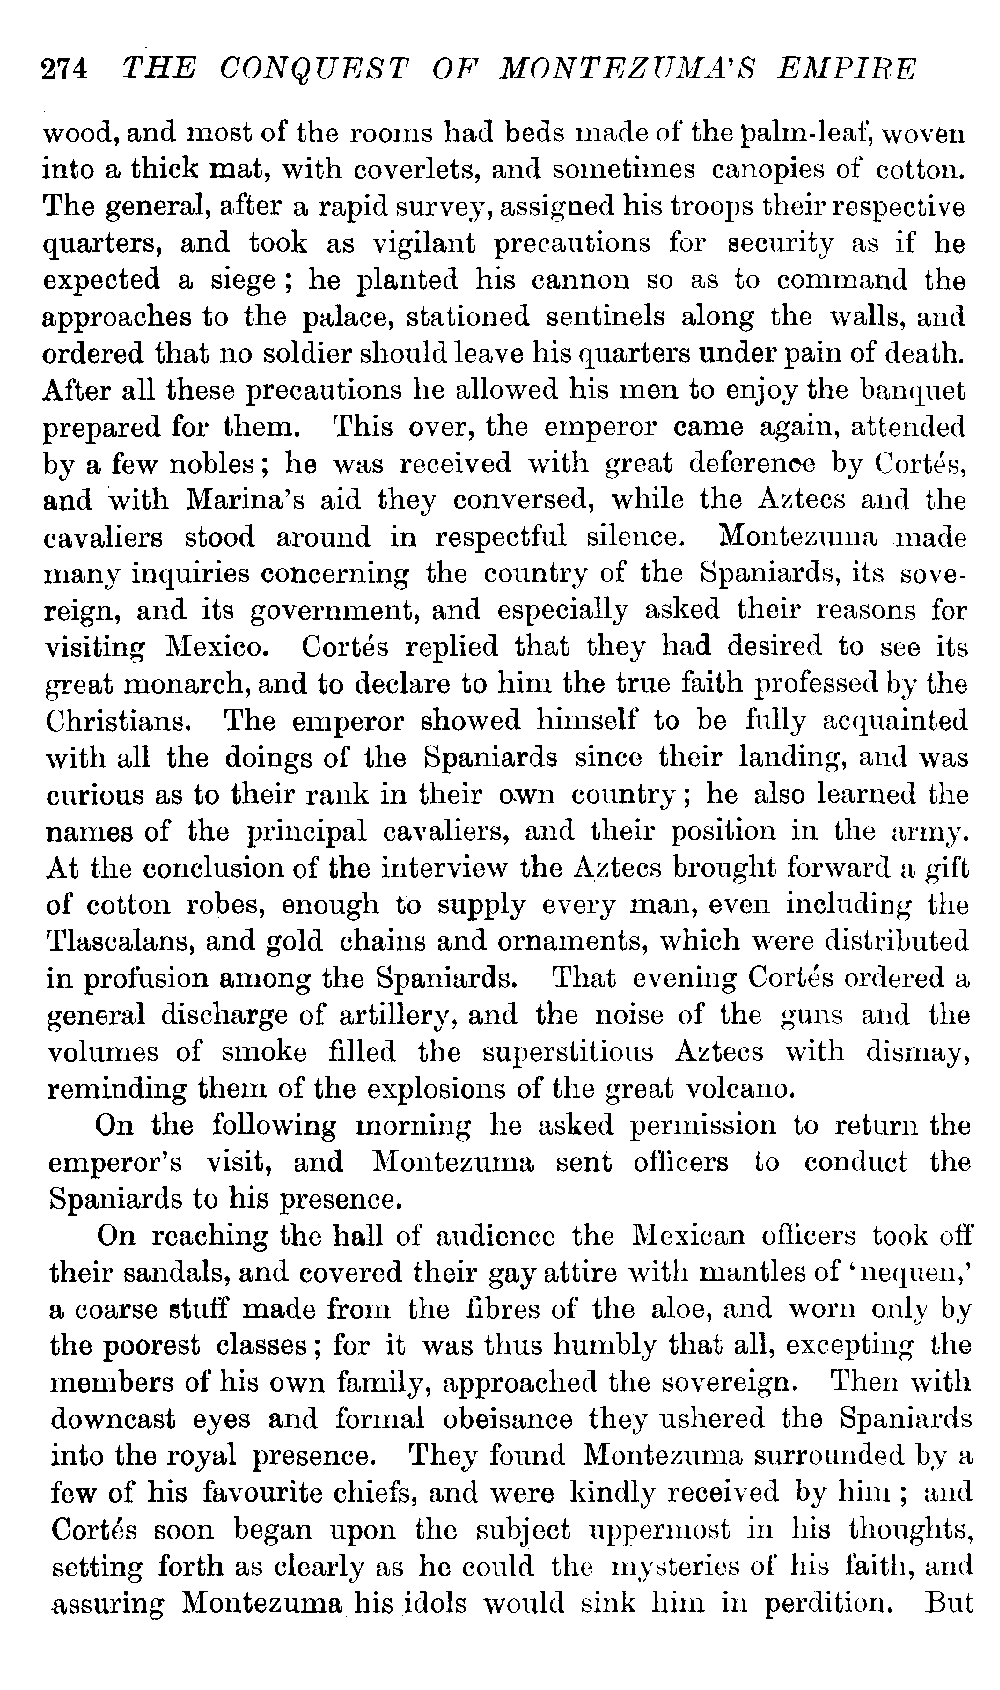 274 THE CONQUEST OF MONTEZUMA'S EMPIRE
wood, and most of the rooms had beds made of the palm-leaf, woven
into a thick mat, with coverlets, and sometimes canopies of cotton.
The general, after a rapid survey, assigned his troops their respective
quarters, and took as vigilant precautions for security as if he
expected a siege ; he planted his cannon so as to command the
approaches to the palace, stationed sentinels along the walls, and
ordered that no soldier should leave his quarters under pain of death.
After all these precautions he allowed his men to enjoy the banquet
prepared for them. This over, the emperor came again, attended
by a few nobles ; he was received with great deference by Cortés,
and with Marina's aid they conversed, while the Aztecs and the
cavaliers stood around in respectful silence. Montezuma made
many inquiries concerning the country of the Spaniards, its sove-
reign, and its government, and especially asked their reasons for
visiting Mexico. Cortés replied that they had desired to see its
great monarch, and to declare to him the true faith professed by the
Christians. The emperor showed himself to be fully acquainted
with all the doings of the Spaniards since their landing, and was
curious as to their rank in their own country ; he also learned the
names of the principal cavaliers, and their position in the army.
At the conclusion of the interview the Aztecs brought forward a gift
of cotton robes, enough to supply every man, even including the
Tlascalans, and gold chains and ornaments, which were distributed
in profusion among the Spaniards. That evening Cortés ordered a
general discharge of artillery, and the noise of the guns and the
volumes of smoke filled the superstitious Aztecs with dismay,
reminding them of the explosions of the great volcano.
On the following morning he asked permission to return the
emperor's visit, and Montezuma sent officers to conduct the
Spaniards to his presence.
On reaching the hall of audience the Mexican officers took off
their sandals, and covered their gay attire with mantles of 'nequen,'
a coarse stuff made from the fibres of the aloe, and worn only by
the poorest classes ; for it was thus humbly that all, excepting the
members of his own family, approached the sovereign. Then with
downcast eyes and formal obeisance they ushered the Spaniards
into the royal presence. They found Montezuma surrounded by a
few of his favourite chiefs, and were kindly received by him ; and
Cortés soon began upon the subject uppermost in his thoughts,
setting forth as clearly as he could the mysteries of his faith, and
assuring Montezuma his idols would sink him in perdition. But